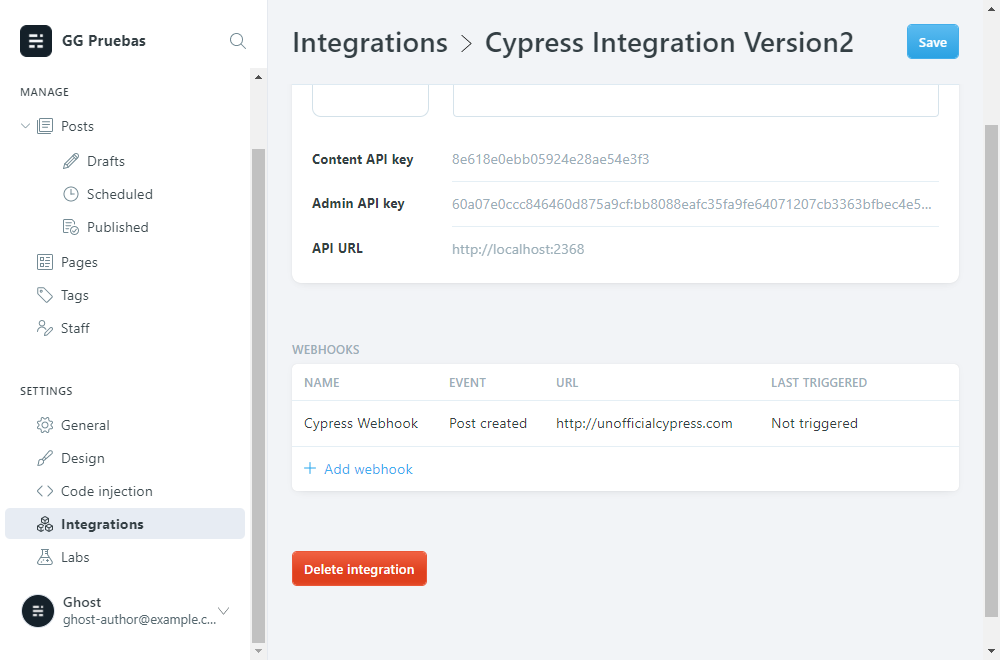 GG Pruebas
MANAGE
Posts
Drafts
Scheduled
Published
Pages
Tags
Staff
SETTINGS
General
Design
Code injection
Integrations
Labs
Ghost
ghost-author@example.c...
Integrations > Cypress Integration Version2
Save
Content API key 8e618e0ebb05924e28ae54e3f3
Admin API key 60a07e0ccc846460d875a9cf:bb8088eafc35fa9fe64071207cb3363bfbec4e5...
API URL http://localhost:2368
WEBHOOKS
NAME EVENT URL LAST TRIGGERED
Cypress Webhook Post created http://unofficialcypress.com Not triggered
+ Add webhook
Delete integration